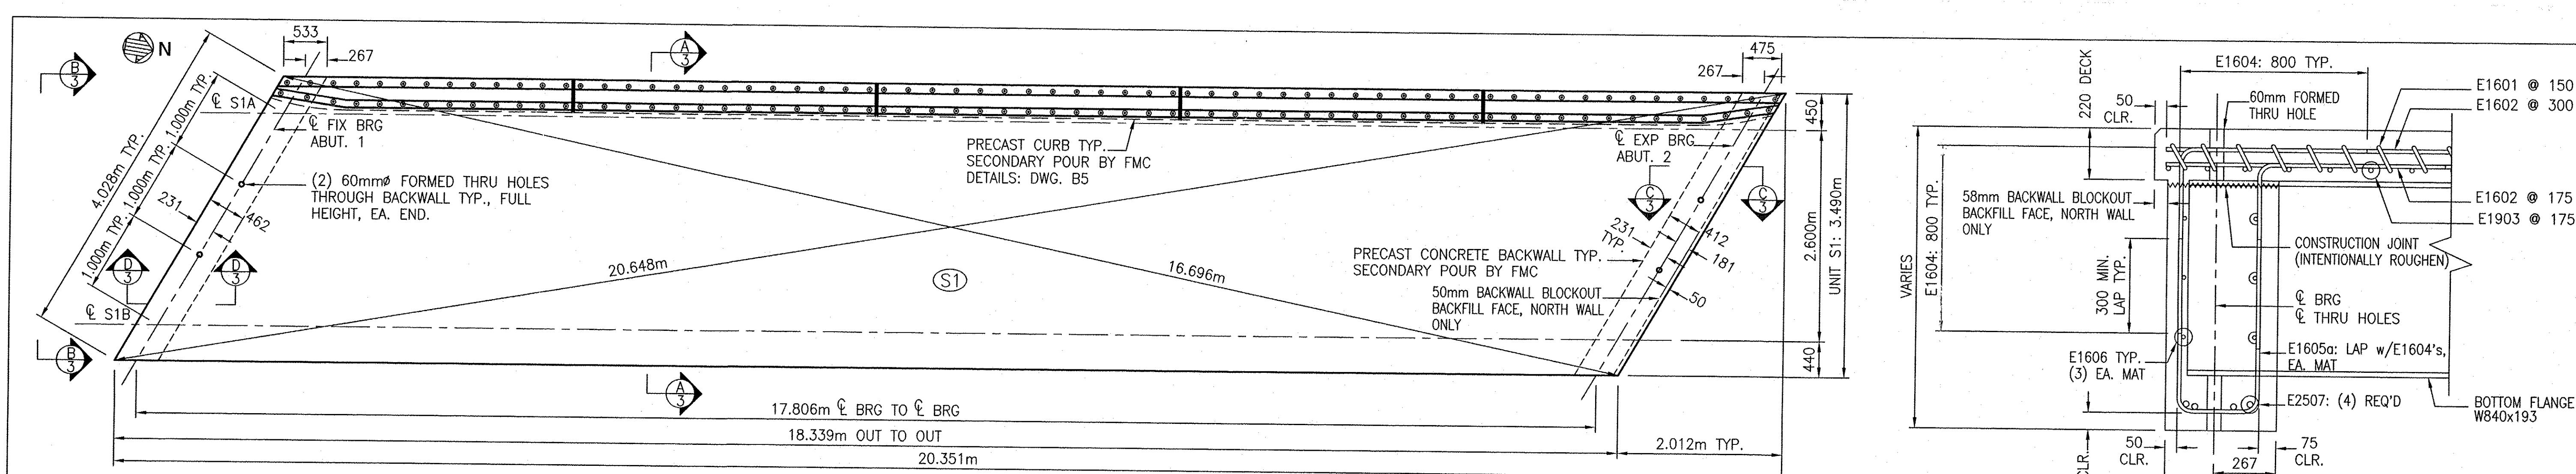 533
267
N
B
3
A
3
475
267
4.028m TYP.
1.000m TYP.
1.000m TYP.
1.000m TYP.
℄ S1A
℄ FIX BRG
ABUT. 1
(2) 60mmø FORMED THRU HOLES
THROUGH BACKWALL TYP., FULL
HEIGHT, EA. END.
231
462
D
3
D
3
℄ S1B
B
3
PRECAST CURB TYP.
SECONDARY POUR BY FMC
DETAILS: DWG. B5
℄ EXP BRG
ABUT. 2
C
3
C
3
20.648m
16.696m
S1
PRECAST CONCRETE BACKWALL TYP.
SECONDARY POUR BY FMC
231
TYP.
412
181
50
50mm BACKWALL BLOCKOUT
BACKFILL FACE, NORTH WALL
ONLY
450
2.600m
440
UNIT S1: 3.490m
A
3
17.806m ℄ BRG TO ℄ BRG
18.339m OUT TO OUT
2.012m TYP.
20.351m
220 DECK
50
CLR.
E1604: 800 TYP.
60mm FORMED
THRU HOLE
E1601 @ 150
E1602 @ 300
58mm BACKWALL BLOCKOUT
BACKFILL FACE, NORTH WALL
ONLY
E1602 @ 175
E1903 @ 175
VARIES
E1604: 800 TYP.
300 MIN.
LAP TYP.
CONSTRUCTION JOINT
(INTENTIONALLY ROUGHEN)
℄ BRG
℄ THRU HOLES
E1606 TYP.
(3) EA. MAT
E1605a: LAP w/E1604's,
EA. MAT
E2507: (4) REQ'D
BOTTOM FLANGE
W840x193
CLR.
50
CLR.
267
75
CLR.